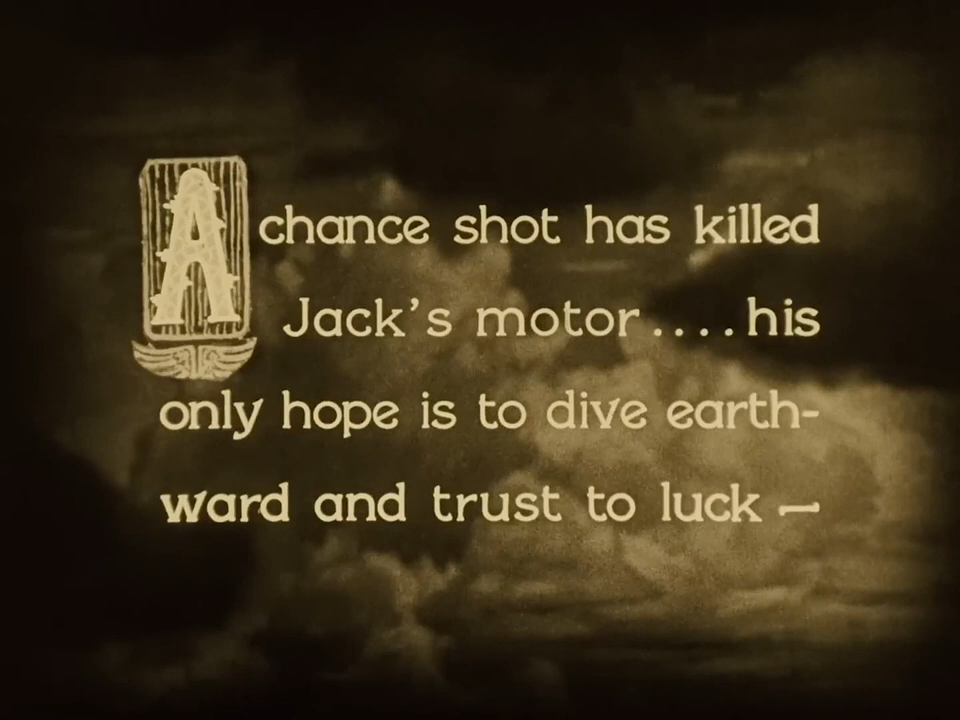 A chance shot has killed
Jack's motor....his
only hope is to dive earth-
ward and trust to luck —